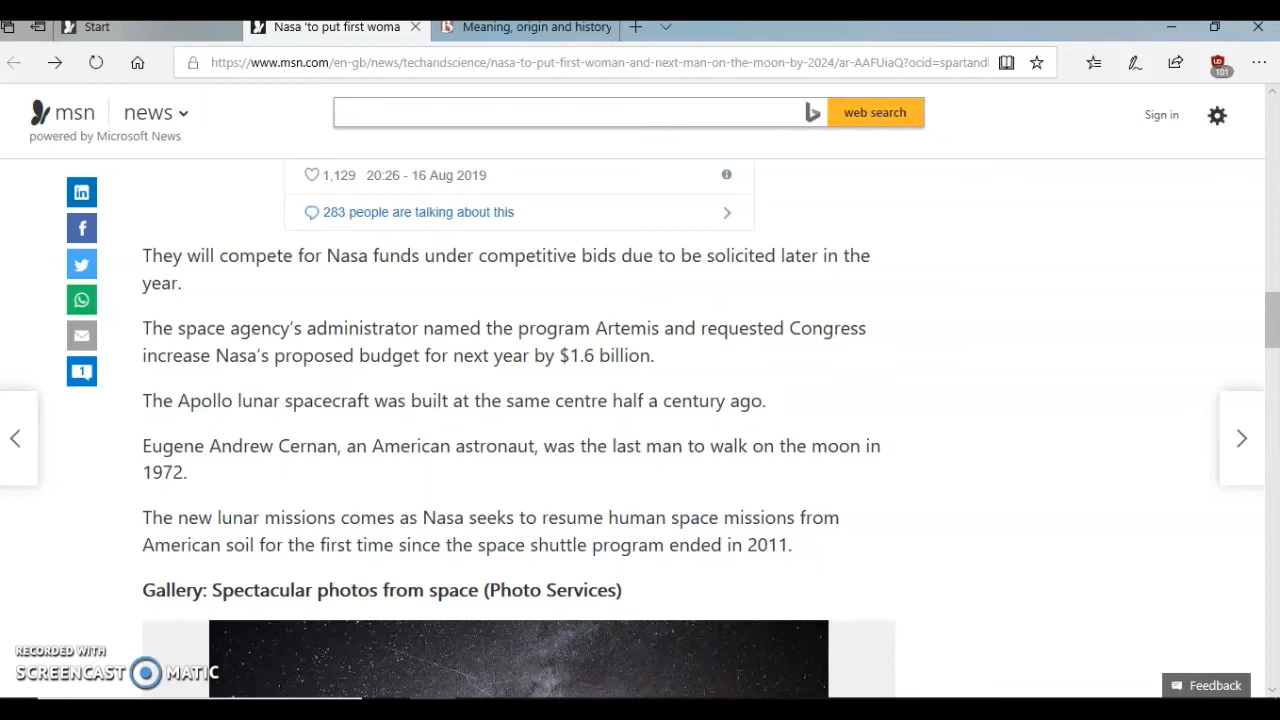 Start
Nasa 'to put first woma
Meaning, origin and history
https://www.msn.com/en-gb/news/techandscience/nasa-to-put-first-woman-and-next-man-on-the-moon-by-2024/ar-AAFUiaQ?ocid=spartandl
UD
101
msn
news
powered by Microsoft News
web search
Sign in
1,129 20:26 - 16 Aug 2019
283 people are talking about this
They will compete for Nasa funds under competitive bids due to be solicited later in the
year.
The space agency's administrator named the program Artemis and requested Congress
increase Nasa's proposed budget for next year by $1.6 billion.
The Apollo lunar spacecraft was built at the same centre half a century ago.
Eugene Andrew Cernan, an American astronaut, was the last man to walk on the moon in
1972.
The new lunar missions comes as Nasa seeks to resume human space missions from
American soil for the first time since the space shuttle program ended in 2011.
Gallery: Spectacular photos from space (Photo Services)
in
f
1
RECORDED WITH
SCREENCAST MATIC
Feedback